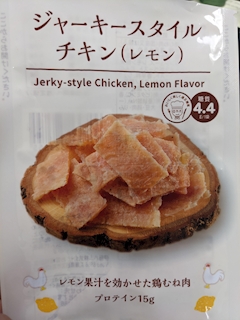 ジャーキースタイル
チキン(レモン)
Jerky-style Chicken, Lemon Flavor
糖質
4.4
レモン果汁を効かせた鶏むね肉
プロテイン15g